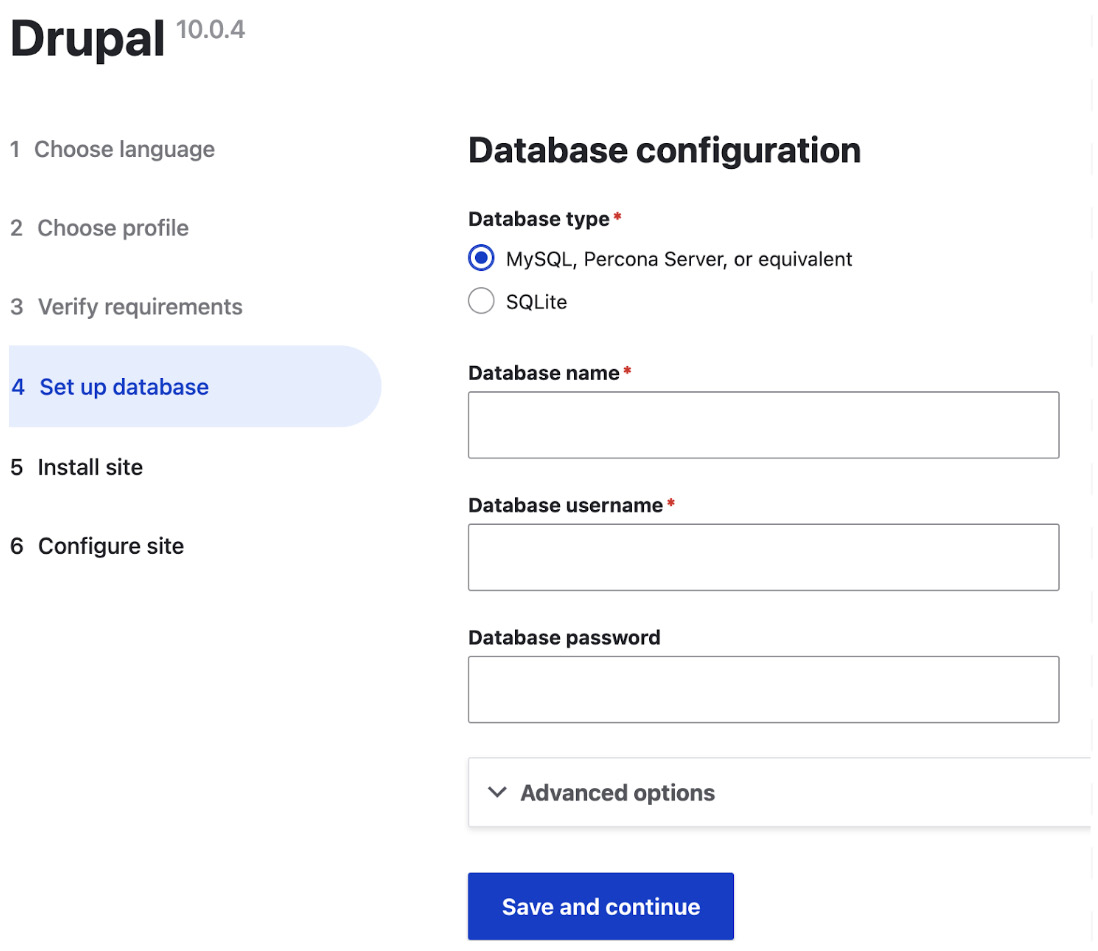 Drupal 10.0.4
1 Choose language
2 Choose profile
3 Verify requirements
4 Set up database
5 Install site
6 Configure site
Database configuration
Database type*
MySQL, Percona Server, or equivalent
SQLite
Database name*
Database username*
Database password
Advanced options
Save and continue